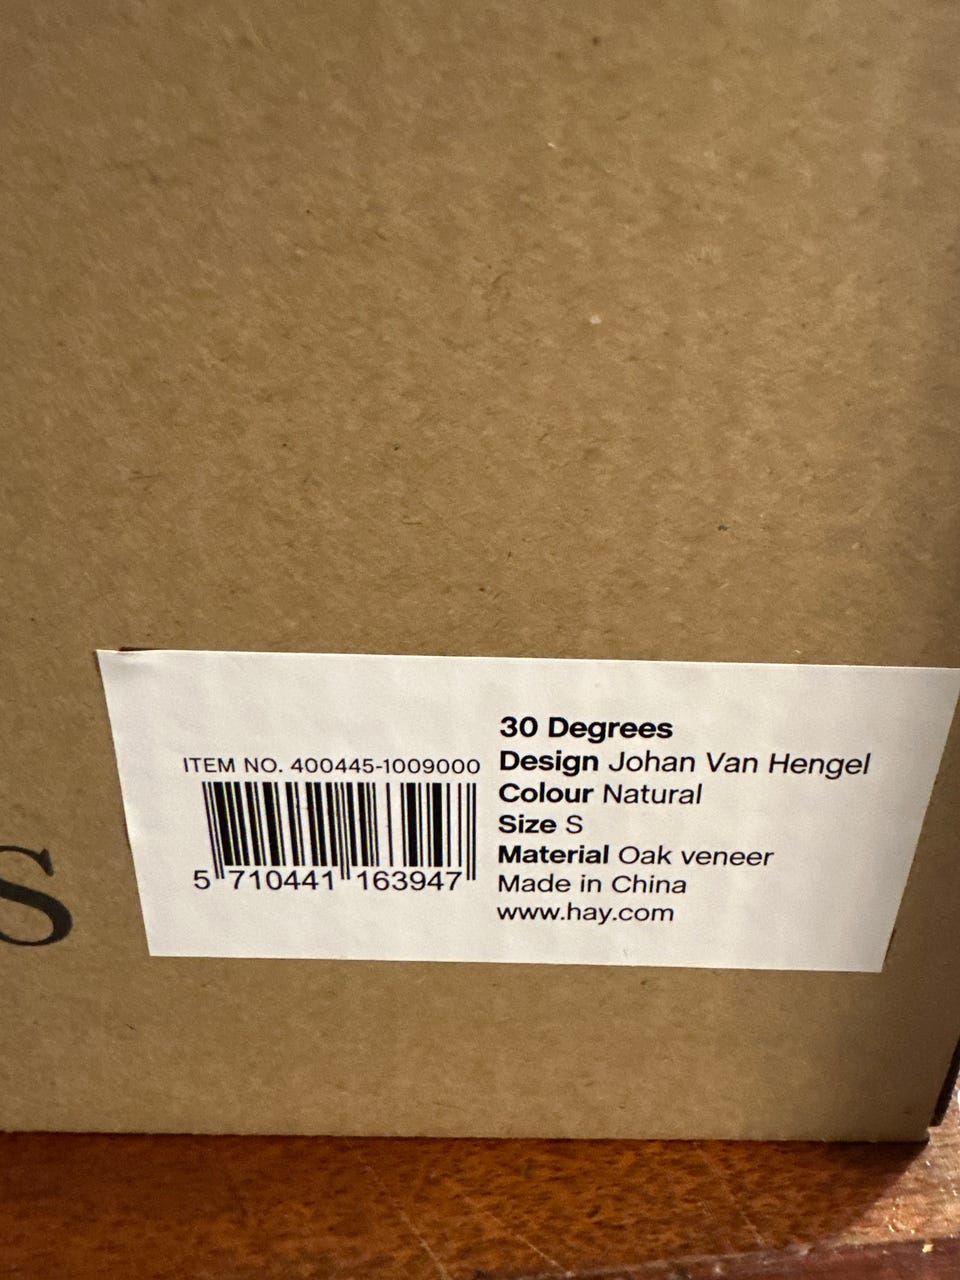 S
ITEM NO. 400445-1009000
5 710441 163947
30 Degrees
Design Johan Van Hengel
Colour Natural
Size S
Material Oak veneer
Made in China
www.hay.com